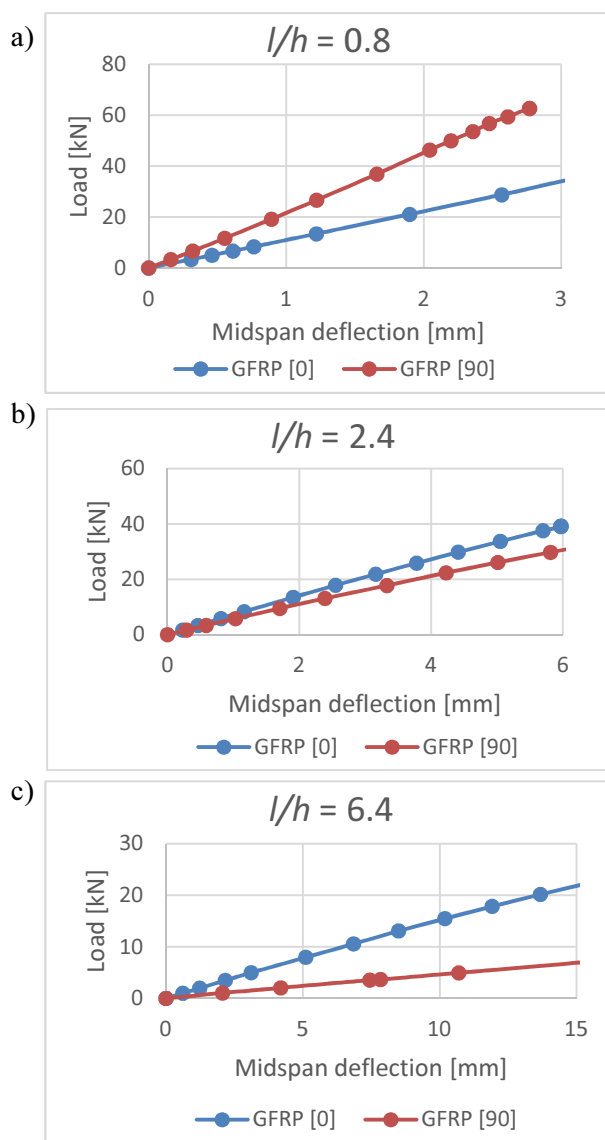 a)
l/h = 0.8
80
60
40
20
0
Load [kN]
0 1 2 3
Midspan deflection [mm]
GFRP [0] GFRP [90]
b)
l/h = 2.4
60
40
20
0
Load [kN]
0 2 4 6
Midspan deflection [mm]
GFRP [0] GFRP [90]
c)
l/h = 6.4
30
20
10
0
Load [kN]
0 5 10 15
Midspan deflection [mm]
GFRP [0] GFRP [90]